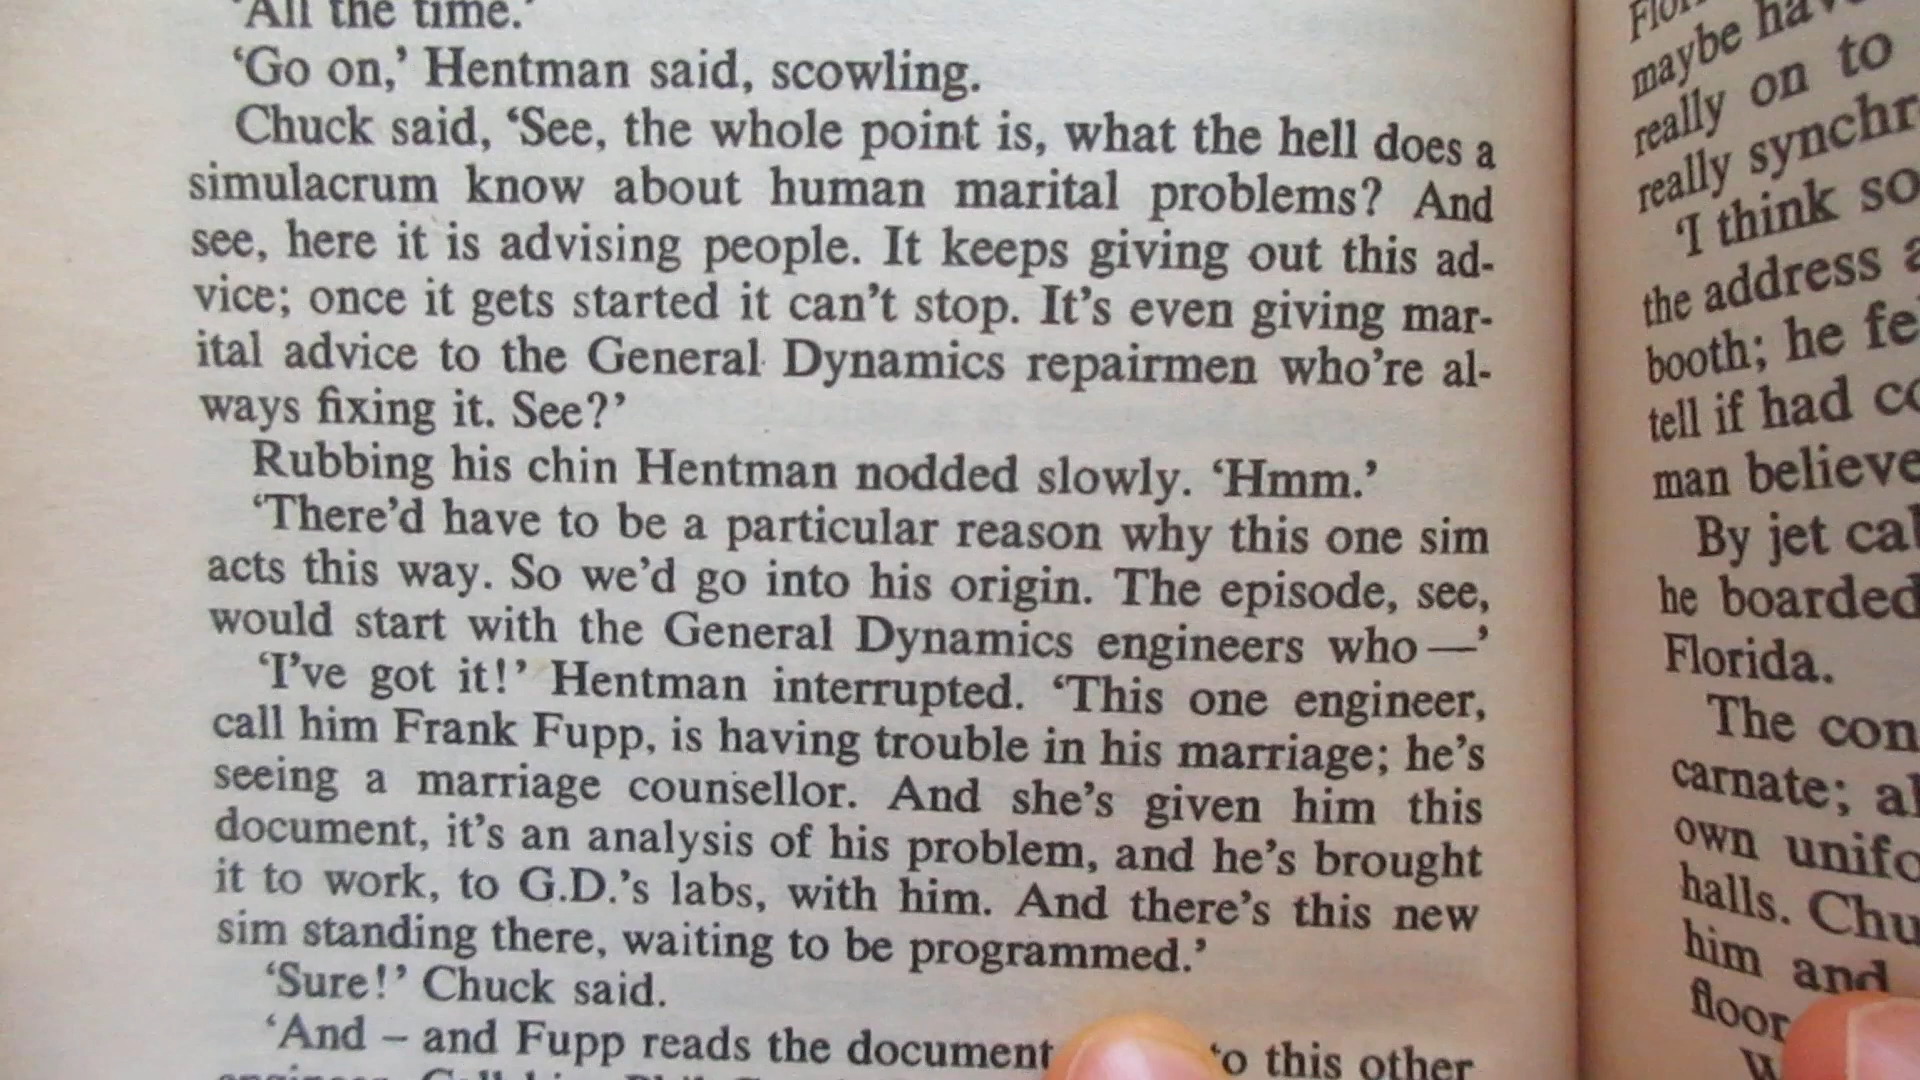 'All the time.'
'Go on,' Hentman said, scowling.
Chuck said, 'See, the whole point is, what the hell does a
simulacrum know about human marital problems? And
see, here it is advising people. It keeps giving out this ad-
vice; once it gets started it can't stop. It's even giving mar-
ital advice to the General Dynamics repairmen who're al-
ways fixing it. See?'
Rubbing his chin Hentman nodded slowly. 'Hmm.'
'There'd have to be a particular reason why this one sim
acts this way. So we'd go into his origin. The episode, see,
would start with the General Dynamics engineers who—'
'I've got it!' Hentman interrupted. 'This one engineer,
call him Frank Fupp, is having trouble in his marriage; he's
seeing a marriage counsellor. And she's given him this
document, it's an analysis of his problem, and he's brought
it to work, to G.D.'s labs, with him. And there's this new
sim standing there, waiting to be programmed.'
'Sure!' Chuck said.
'And – and Fupp reads the document this other
maybe
really on to
really
'I think
the address
booth; he
tell if had
man
By jet
he boarded
Florida.
The
carnate;
own
halls.
him and
floor